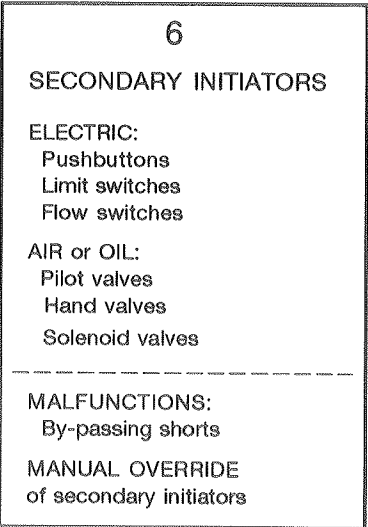 6
SECONDARY INITIATORS
ELECTRIC:
Pushbuttons
Limit switches
Flow switches
AIR or OIL:
Pilot valves
Hand valves
Solenoid valves
MALFUNCTIONS:
By-passing shorts
MANUAL OVERRIDE
of secondary initiators